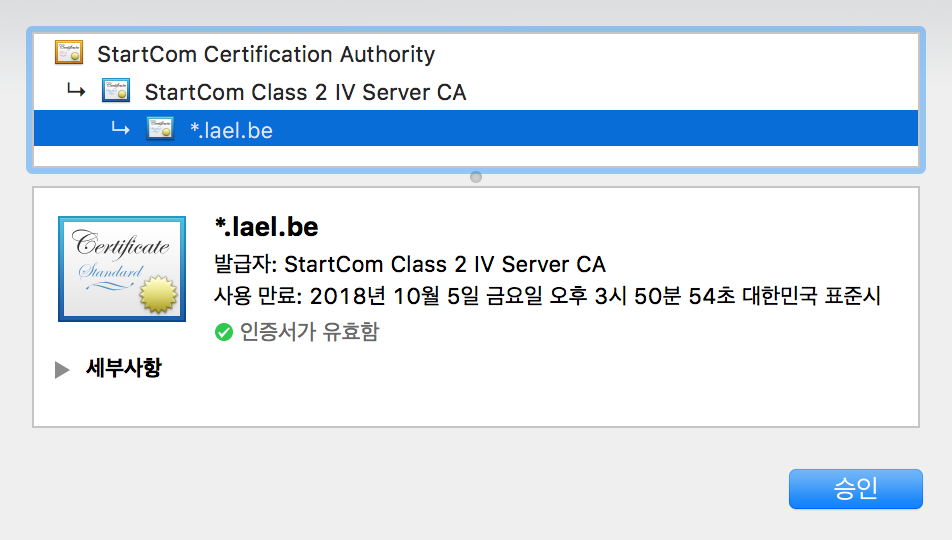 StartCom Certification Authority
StartCom Class 2 IV Server CA
*.lael.be
Certificate
Standard
*.lael.be
발급자: StartCom Class 2 IV Server CA
사용 만료: 2018년 10월 5일 금요일 오후 3시 50분 54초 대한민국 표준시
인증서가 유효함
세부사항
승인